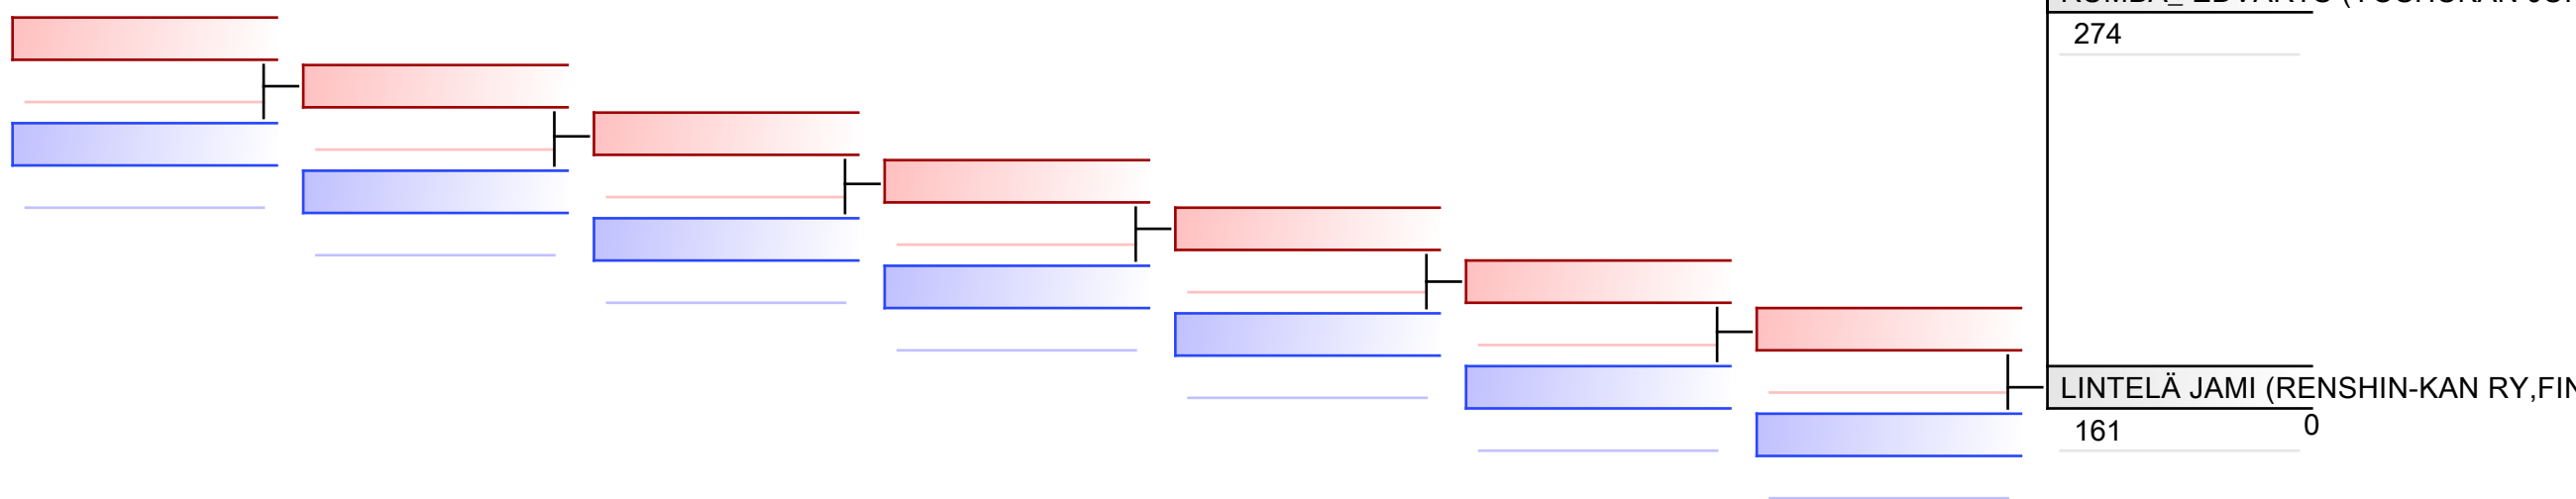 274
LINTELÄ JAMI (RENSHIN-KAN RY,FIN
161
0